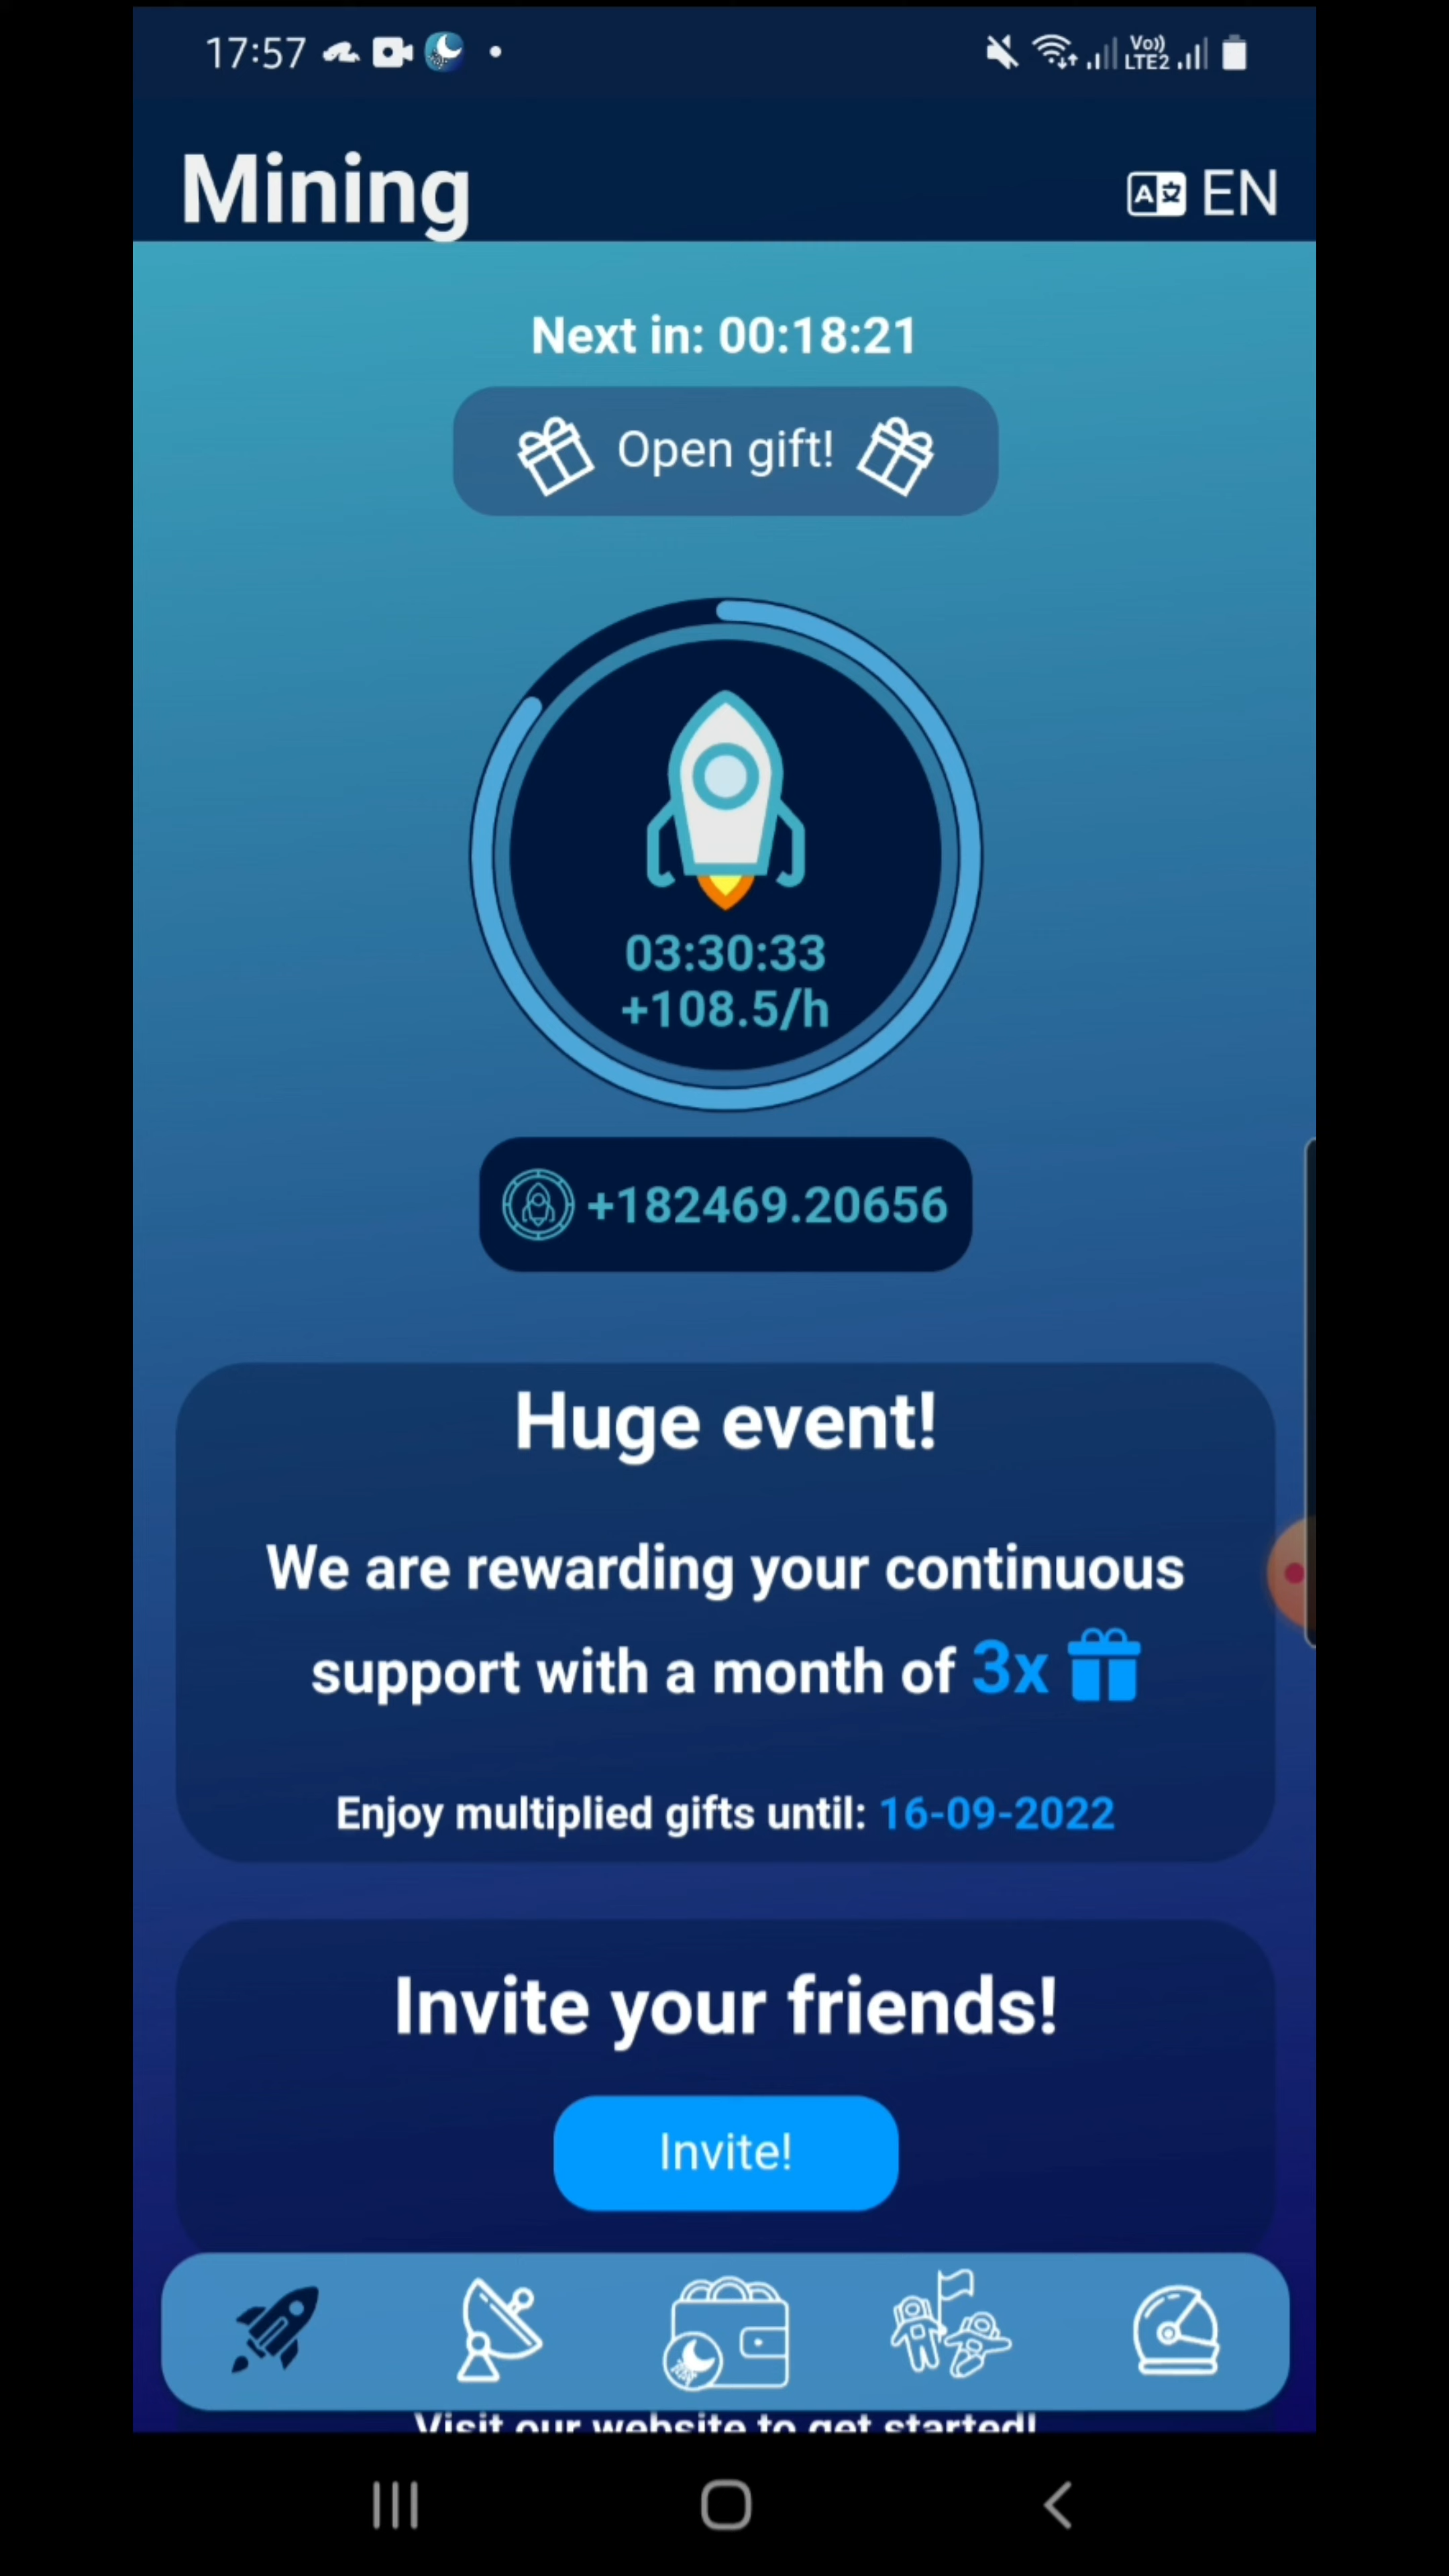 17:57
Vo))
LTE2
Mining
EN
Next in: 00:18:21
Open gift!
03:30:33
+108.5/h
+182469.20656
Huge event!
We are rewarding your continuous
support with a month of 3x
Enjoy multiplied gifts until: 16-09-2022
Invite your friends!
Invite!
Visit our website to get started!